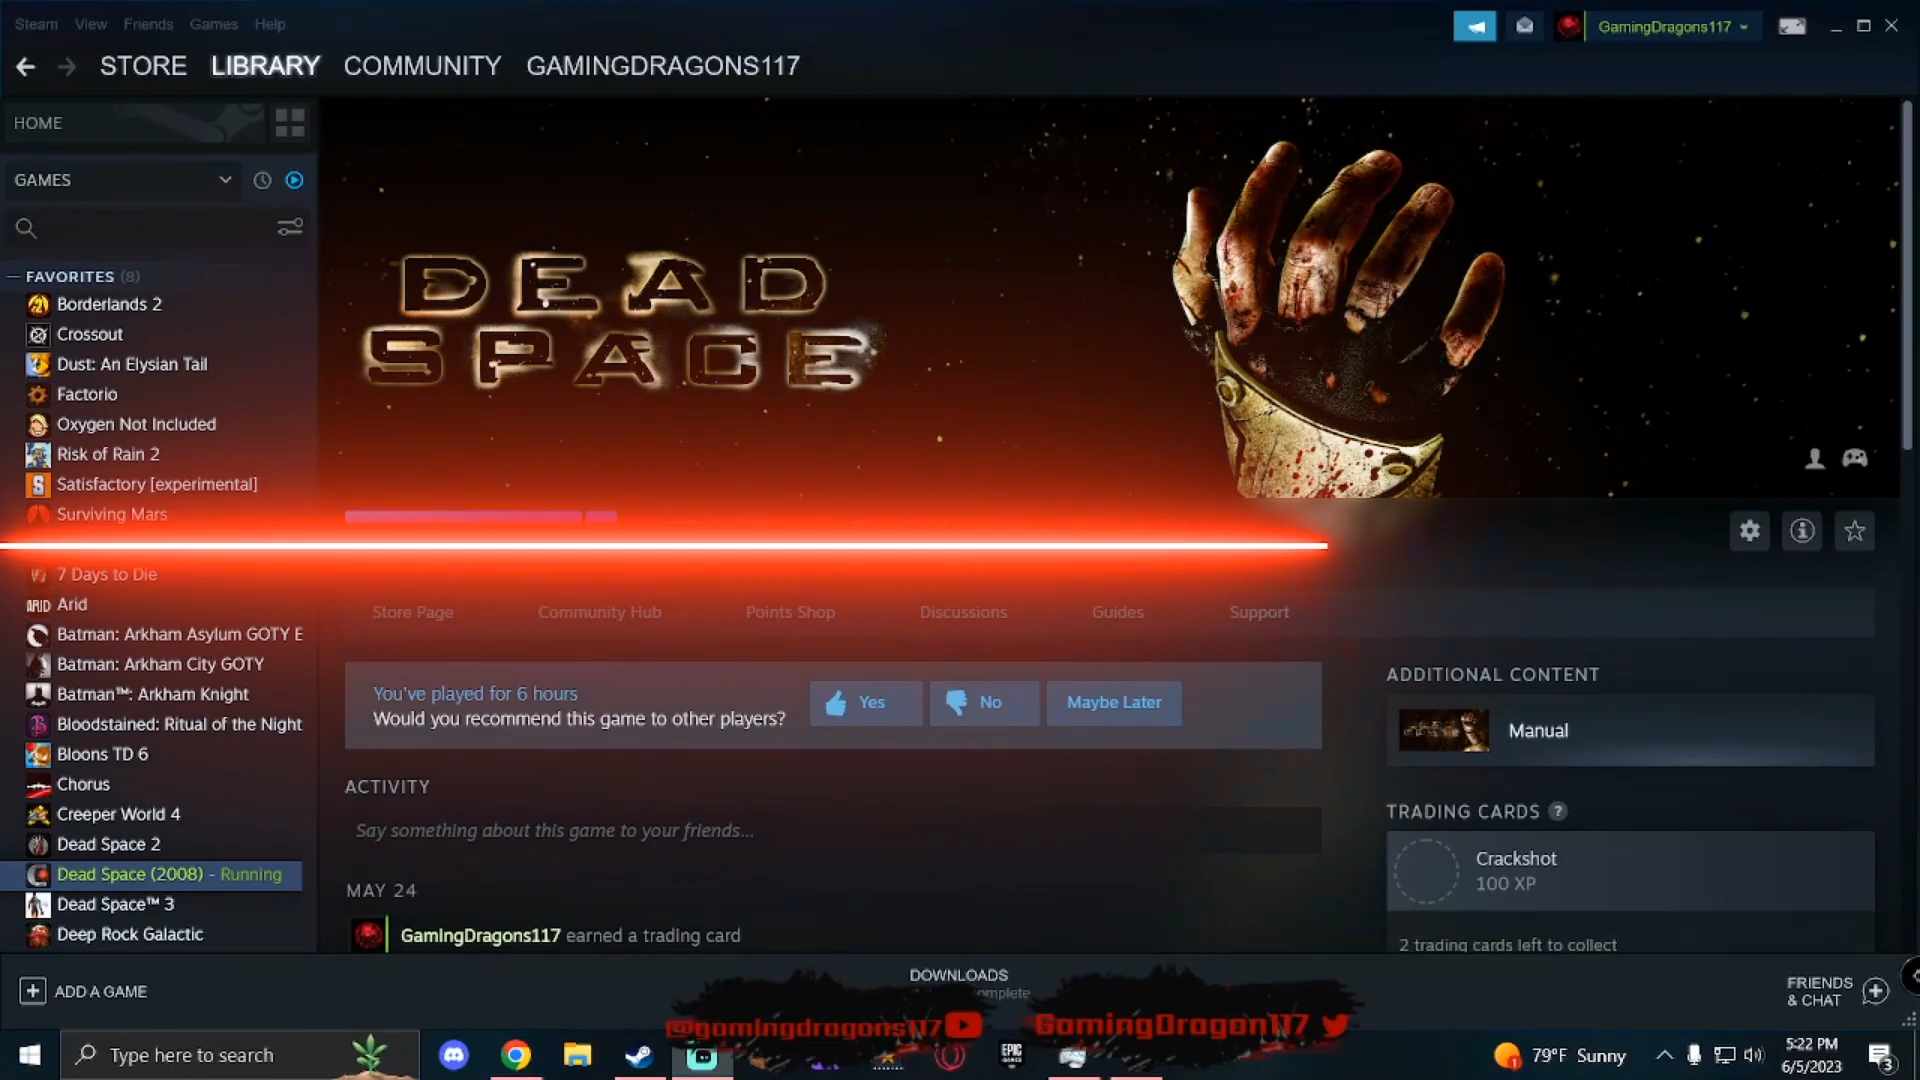 Steam View Friends Games Help
GamingDragons117
STORE LIBRARY COMMUNITY GAMINGDRAGONS117
HOME
GAMES
FAVORITES (8)
Borderlands 2
Crossout
Dust: An Elysian Tail
Factorio
Oxygen Not Included
Risk of Rain 2
Satisfactory [experimental]
Surviving Mars
7 Days to Die
Arid
Batman: Arkham Asylum GOTY E
Batman: Arkham City GOTY
Batman™: Arkham Knight
Bloodstained: Ritual of the Night
Bloons TD 6
Chorus
Creeper World 4
Dead Space 2
Dead Space (2008) - Running
Dead Space™ 3
Deep Rock Galactic
DEAD
SPACE
Store Page Community Hub Points Shop Discussions Guides Support
You've played for 6 hours
Would you recommend this game to other players?
Yes No Maybe Later
ACTIVITY
Say something about this game to your friends...
MAY 24
GamingDragons117 earned a trading card
ADDITIONAL CONTENT
Manual
TRADING CARDS ?
Crackshot
100 XP
2 trading cards left to collect
ADD A GAME
DOWNLOADS
omplete
FRIENDS
& CHAT
@gamingdragons117
GamingDragon117
Type here to search
EPIC
GAMES
79°F Sunny
5:22 PM
6/5/2023
3